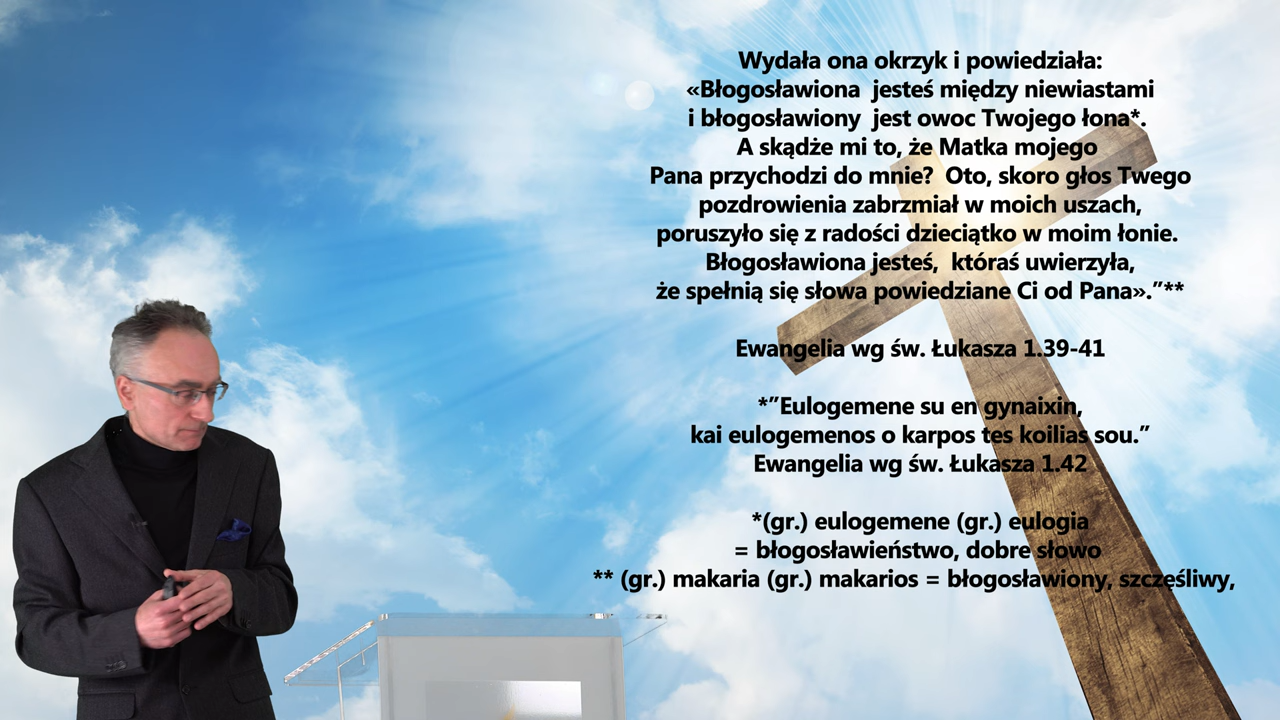 Wydała ona okrzyk i powiedziała:
«Błogosławiona jesteś między niewiastami
i błogosławiony jest owoc Twojego łona*.
A skądże mi to, że Matka mojego
Pana przychodzi do mnie? Oto, skoro głos Twego
pozdrowienia zabrzmiał w moich uszach,
poruszyło się z radości dzieciątko w moim łonie.
Błogosławiona jesteś, któraś uwierzyła,
że spełnią się słowa powiedziane Ci od Pana».”**
Ewangelia wg św. Łukasza 1.39-41
*”Eulogemene su en gynaixin,
kai eulogemenos o karpos tes koilias sou.”
Ewangelia wg św. Łukasza 1.42
*(gr.) eulogemene (gr.) eulogia
= błogosławieństwo, dobre słowo
** (gr.) makaria (gr.) makarios = błogosławiony, szczęśliwy,